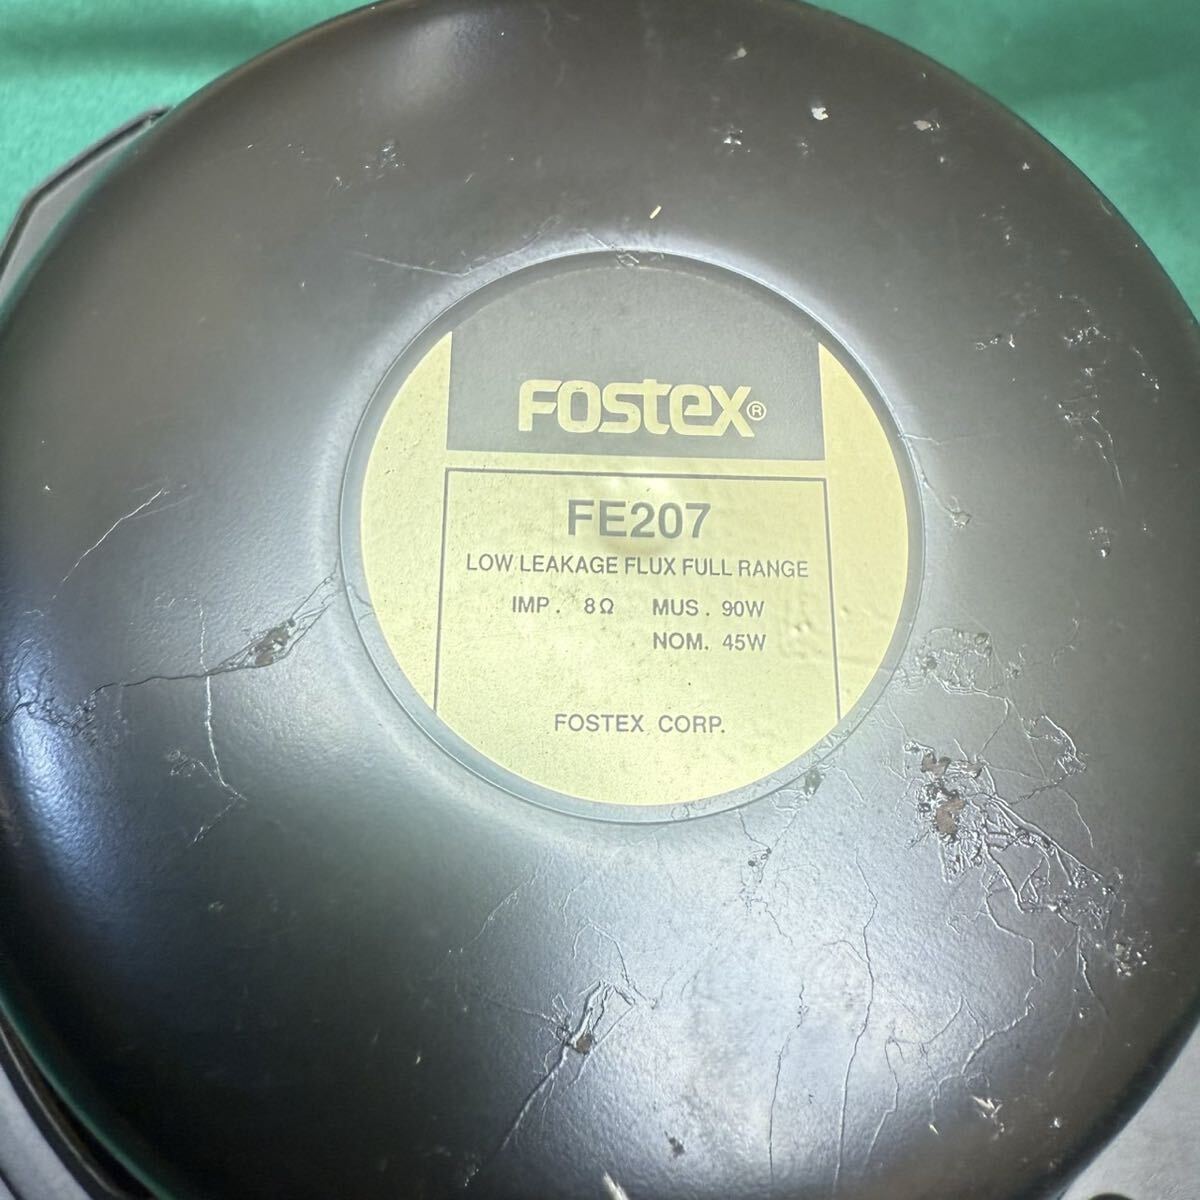 FOSTEX®
FE207
LOW LEAKAGE FLUX FULL RANGE
IMP. 8Ω MUS. 90W
NOM. 45W
FOSTEX CORP.